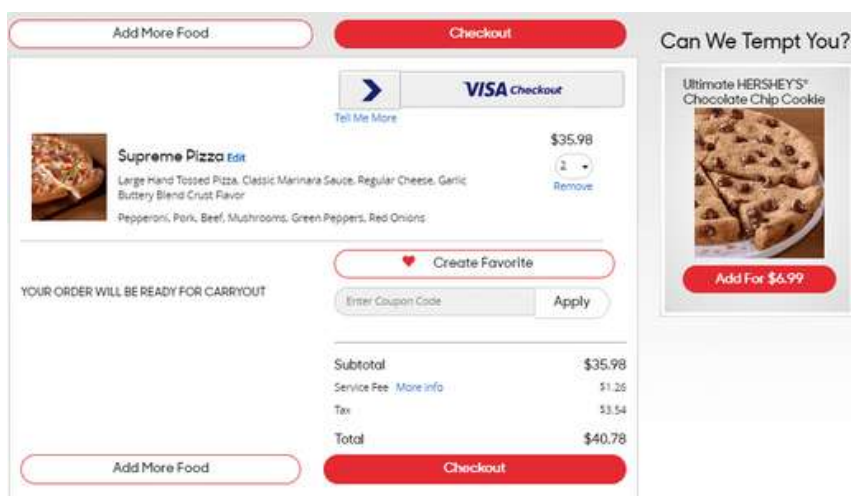 Add More Food
Checkout
Can We Tempt You?
VISA Checkout
Tell Me More
Ultimate HERSHEY'S®
Chocolate Chip Cookie
$35.98
Supreme Pizza Edit
2
Large Hand Tossed Pizza, Classic Marinara Sauce, Regular Cheese, Garlic
Buttery Blend Crust Flavor
Remove
Pepperoni, Pork, Beef, Mushrooms, Green Peppers, Red Onions
Create Favorite
Add For $6.99
YOUR ORDER WILL BE READY FOR CARRYOUT
Enter Coupon Code
Apply
Subtotal $35.98
Service Fee More info $1.26
Tax $3.54
Total $40.78
Add More Food
Checkout